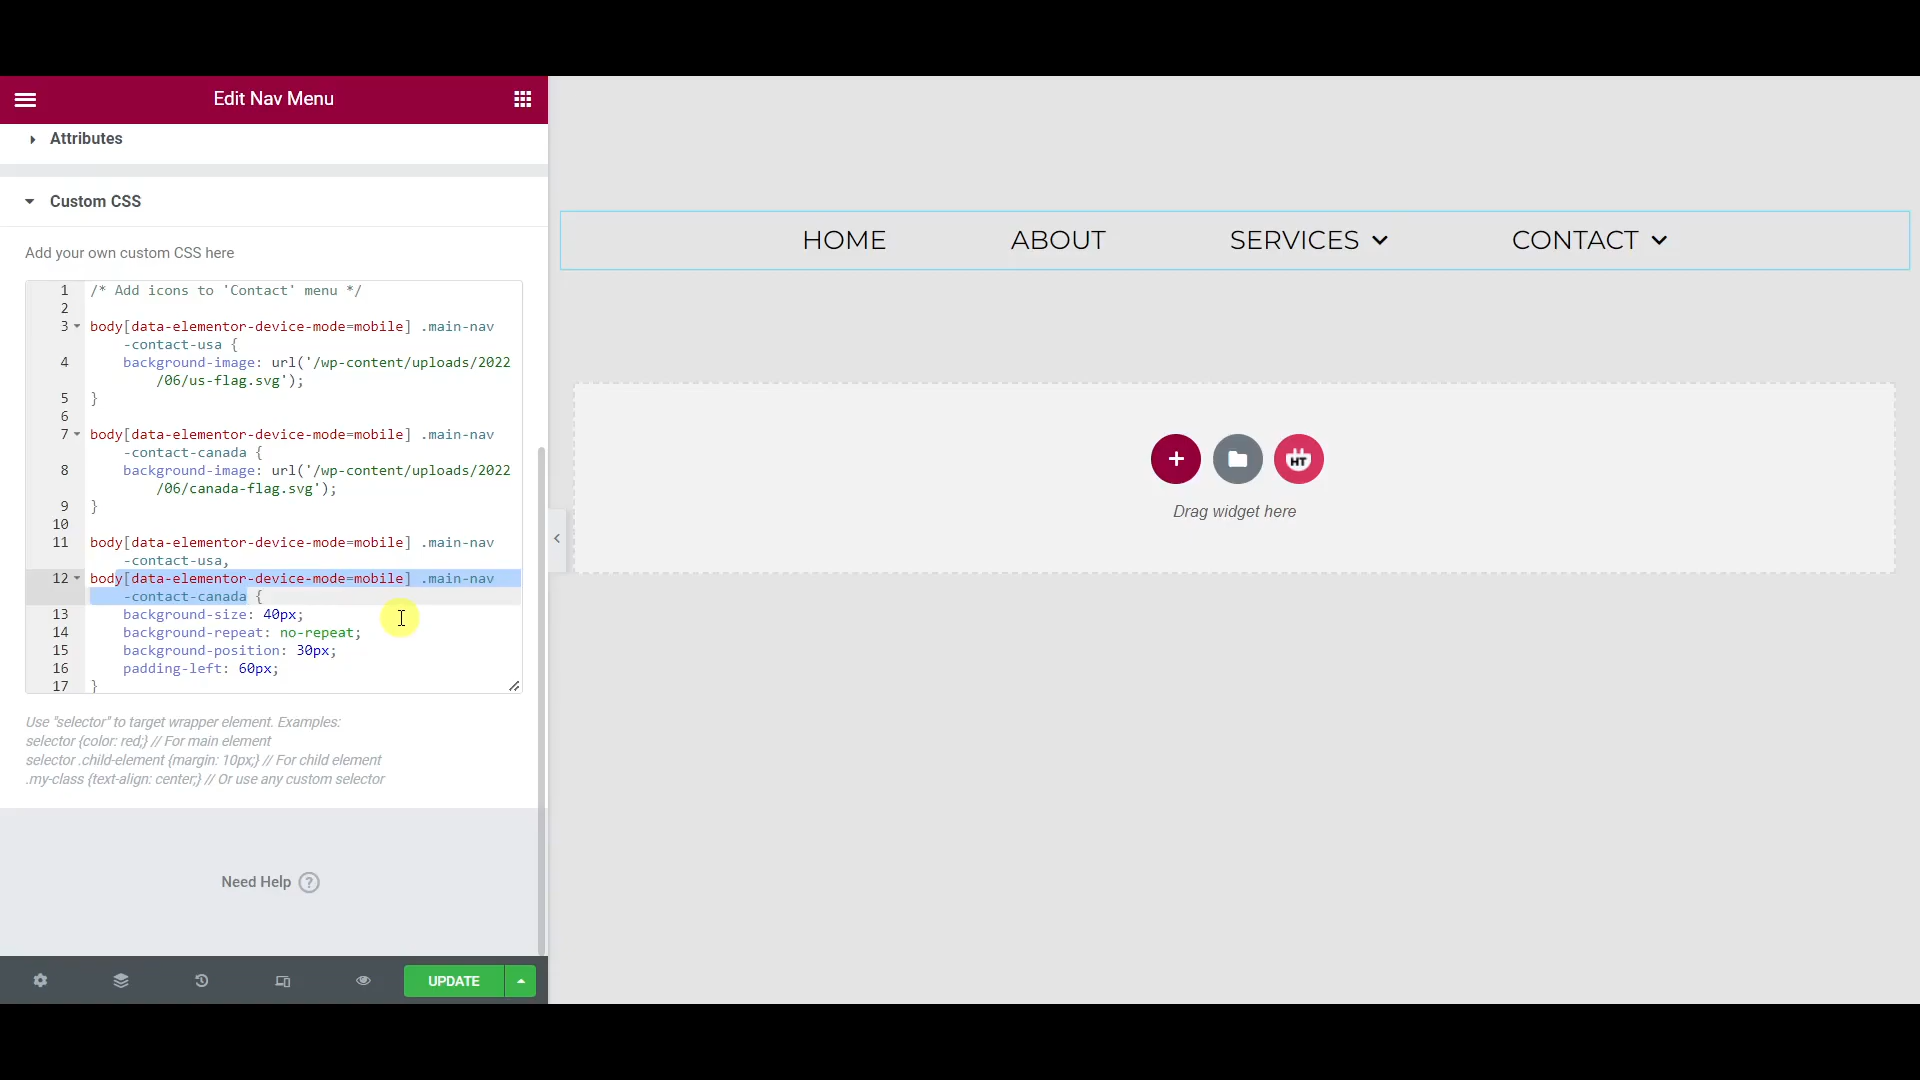 Edit Nav Menu
Attributes
Custom CSS
Add your own custom CSS here
1 /* Add icons to 'Contact' menu */
2
3 body[data-elementor-device-mode=mobile] .main-nav
-contact-usa {
4 background-image: url('/wp-content/uploads/2022
/06/us-flag.svg');
5 }
6
7 body[data-elementor-device-mode=mobile] .main-nav
-contact-canada {
8 background-image: url('/wp-content/uploads/2022
/06/canada-flag.svg');
9 }
10
11 body[data-elementor-device-mode=mobile] .main-nav
-contact-usa,
12 body[data-elementor-device-mode=mobile] .main-nav
-contact-canada {
13 background-size: 40px;
14 background-repeat: no-repeat;
15 background-position: 30px;
16 padding-left: 60px;
17 }
Use "selector" to target wrapper element. Examples:
selector {color: red;} // For main element
selector .child-element {margin: 10px;} // For child element
.my-class {text-align: center;} // Or use any custom selector
Need Help ?
UPDATE
HOME ABOUT SERVICES CONTACT
HT
Drag widget here